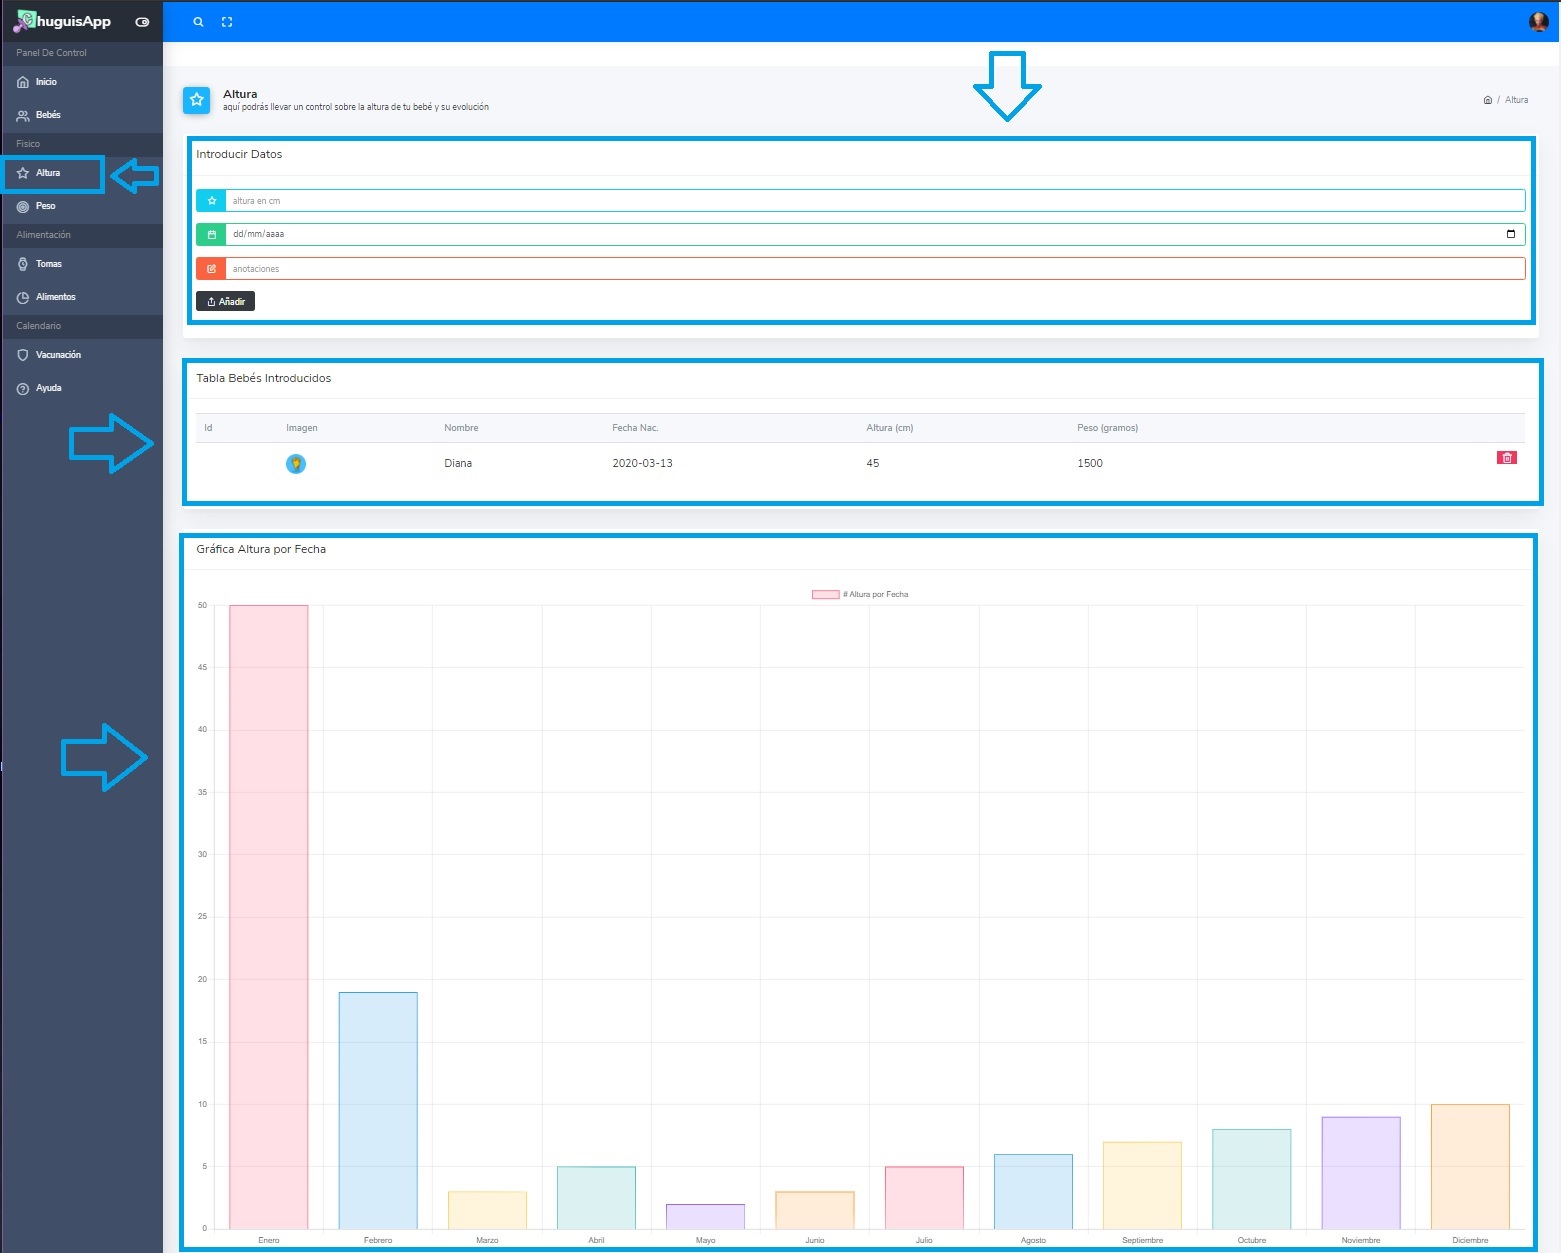 huguisApp
Panel De Control
Inicio
Bebés
Fisico
Altura
Peso
Alimentación
Tomas
Alimentos
Calendario
Vacunación
Ayuda
Altura
aquí podrás llevar un control sobre la altura de tu bebé y su evolución
/ Altura
Introducir Datos
altura en cm
dd/mm/aaaa
anotaciones
Añadir
Tabla Bebés Introducidos
Id Imagen Nombre Fecha Nac. Altura (cm) Peso (gramos)
Diana 2020-03-13 45 1500
Gráfica Altura por Fecha
# Altura por Fecha
50
45
40
35
30
25
20
15
10
5
0
Enero Febrero Marzo Abril Mayo Junio Julio Agosto Septiembre Octubre Noviembre Diciembre